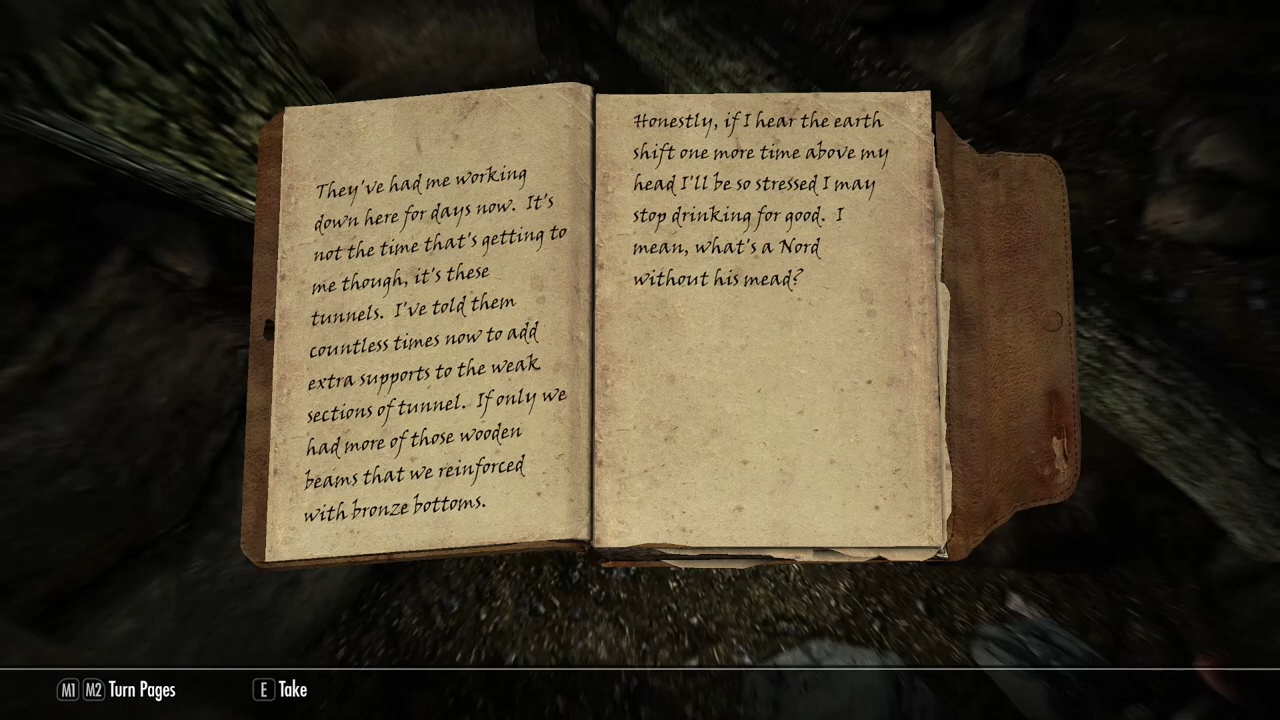 They've had me working
down here for days now.  It's
not the time that's getting to
me though, it's these
tunnels.  I've told them
countless times now to add
extra supports to the weak
sections of tunnel.  If only we
had more of those wooden
beams that we reinforced
with bronze bottoms.
Honestly, if I hear the earth
shift one more time above my
head I'll be so stressed I may
stop drinking for good.  I
mean, what's a Nord
without his mead?
M1 M2 Turn Pages
E Take